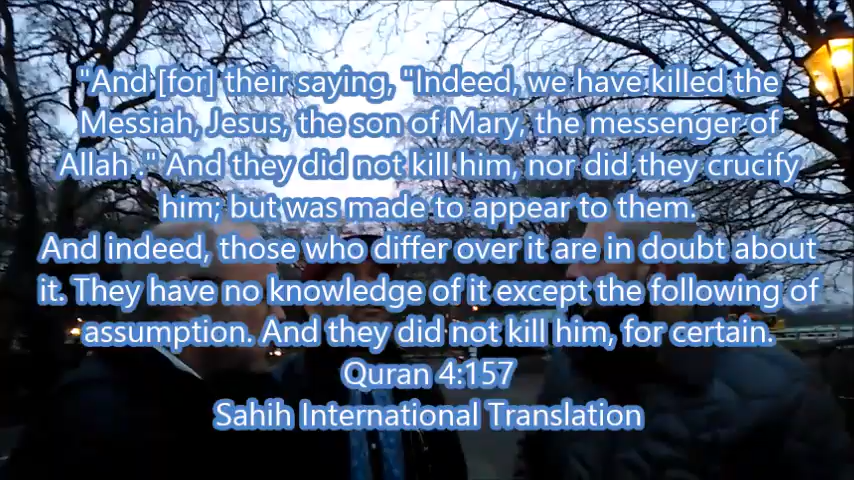 "And [for] their saying, "Indeed, we have killed the
Messiah, Jesus, the son of Mary, the messenger of
Allah ." And they did not kill him, nor did they crucify
him; but was made to appear to them.
And indeed, those who differ over it are in doubt about
it. They have no knowledge of it except the following of
assumption. And they did not kill him, for certain.
Quran 4:157
Sahih International Translation